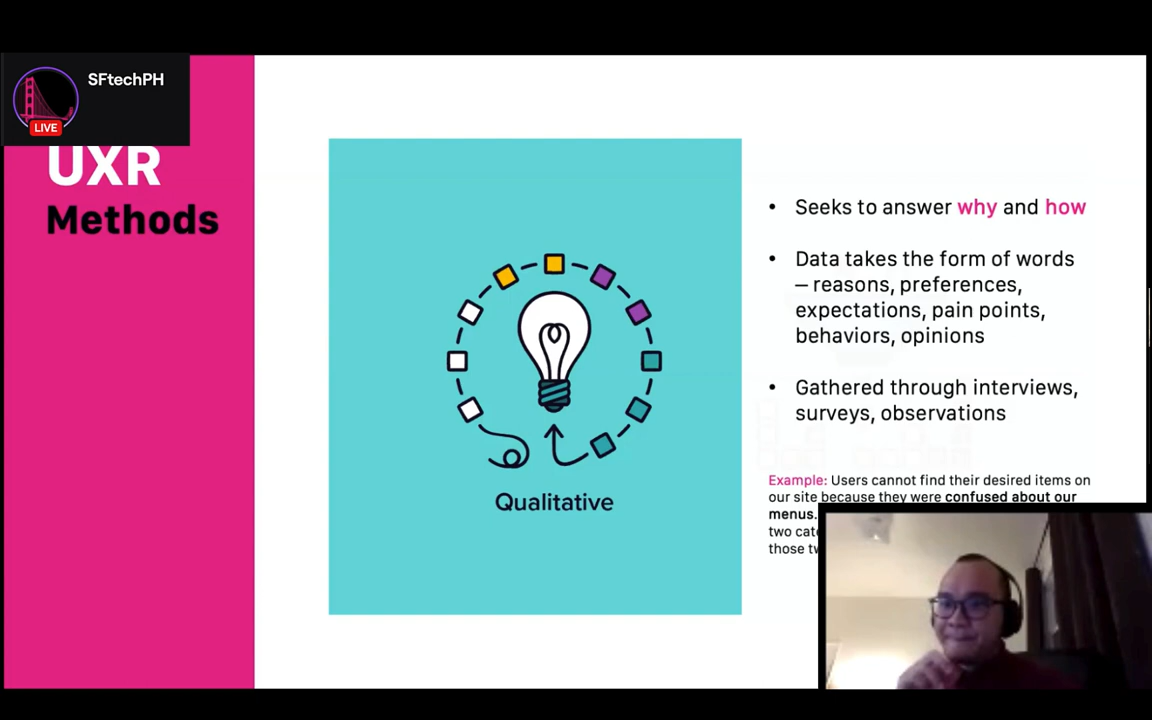 SFtechPH
LIVE
UXR
Methods
Qualitative
• Seeks to answer why and how
• Data takes the form of words
– reasons, preferences,
expectations, pain points,
behaviors, opinions
• Gathered through interviews,
surveys, observations
Example: Users cannot find their desired items on
our site because they were confused about our
menus.
two
those